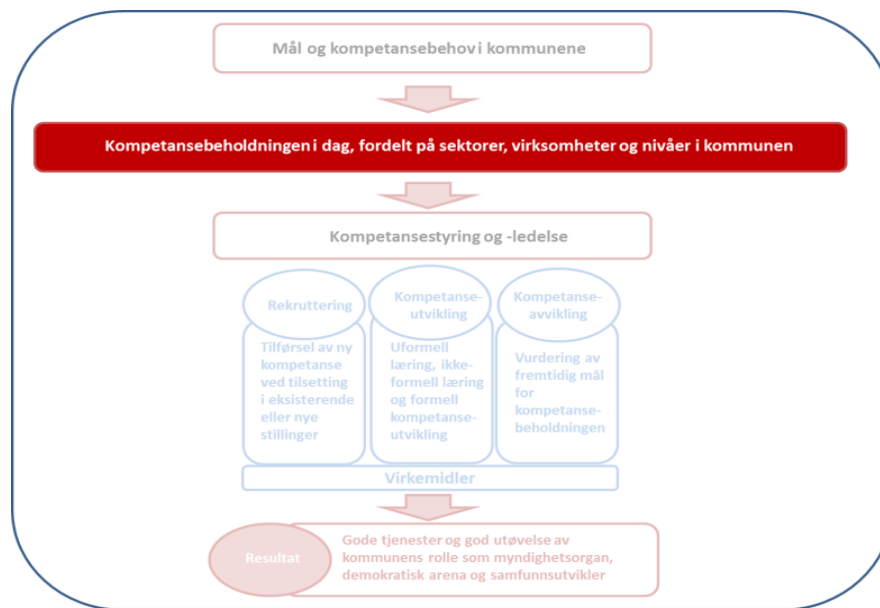 Mål og kompetansebehov i kommunene
Kompetansebeholdningen i dag, fordelt på sektorer, virksomheter og nivåer i kommunen
Kompetansestyring og -ledelse
Rekruttering
Tilførsel av ny
kompetanse
ved tilsetting
i eksisterende
eller nye
stillinger
Kompetanse-
utvikling
Uformell
læring, ikke-
formell læring
og formell
kompetanse-
utvikling
Kompetanse-
avvikling
Vurdering av
fremtidig mål
for
kompetanse-
beholdningen
Virkemidler
Resultat
Gode tjenester og god utøvelse av
kommunens rolle som myndighetsorgan,
demokratisk arena og samfunnsutvikler